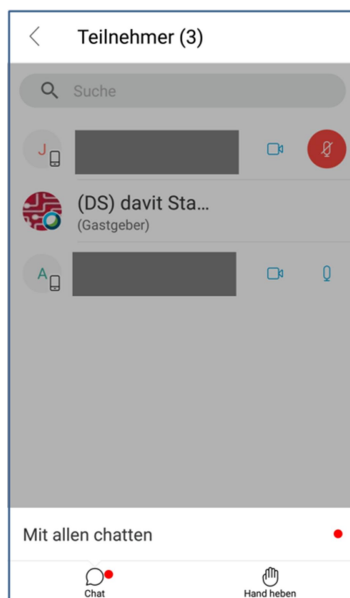 Teilnehmer (3)
Suche
J
(DS) davit Sta...
(Gastgeber)
A
Mit allen chatten
Chat
Hand heben